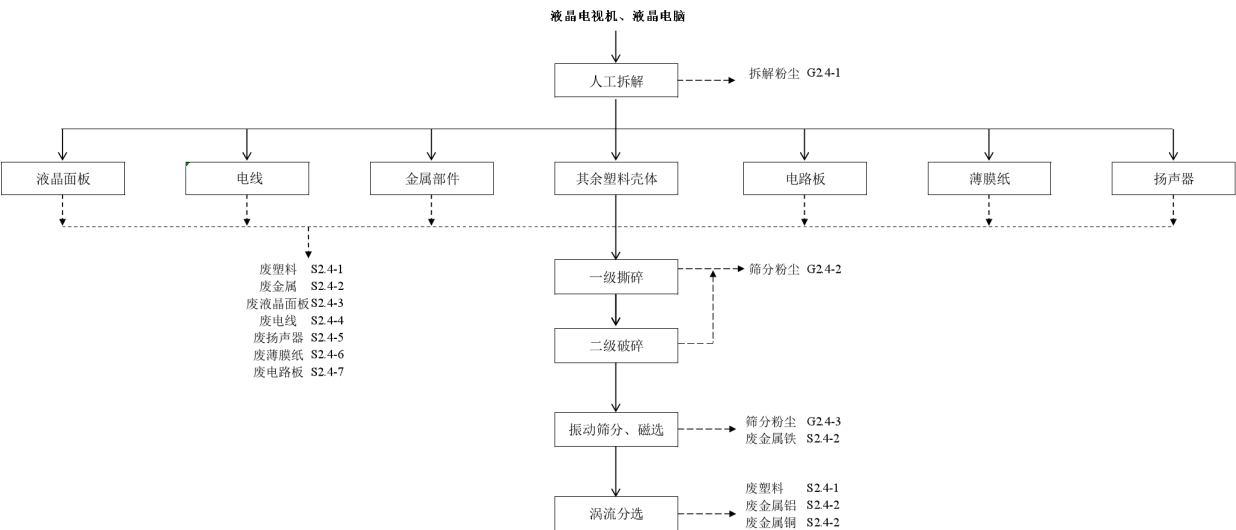 液晶电视机、液晶电脑
人工拆解
拆解粉尘 G2.4-1
液晶面板
电线
金属部件
其余塑料壳体
电路板
薄膜纸
扬声器
废塑料 S2.4-1
废金属 S2.4-2
废液晶面板 S2.4-3
废电线 S2.4-4
废扬声器 S2.4-5
废薄膜纸 S2.4-6
废电路板 S2.4-7
一级撕碎
筛分粉尘 G2.4-2
二级破碎
振动筛分、磁选
筛分粉尘 G2.4-3
废金属铁 S2.4-2
涡流分选
废塑料 S2.4-1
废金属铝 S2.4-2
废金属铜 S2.4-2